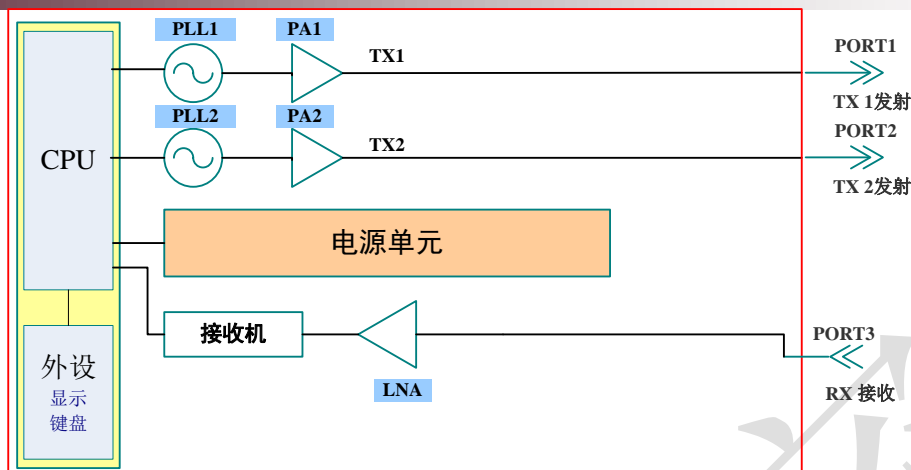 PLL1
PA1
TX1
PORT1
TX 1发射
PLL2
PA2
TX2
PORT2
TX 2发射
CPU
电源单元
接收机
LNA
PORT3
RX 接收
外设
显示
键盘